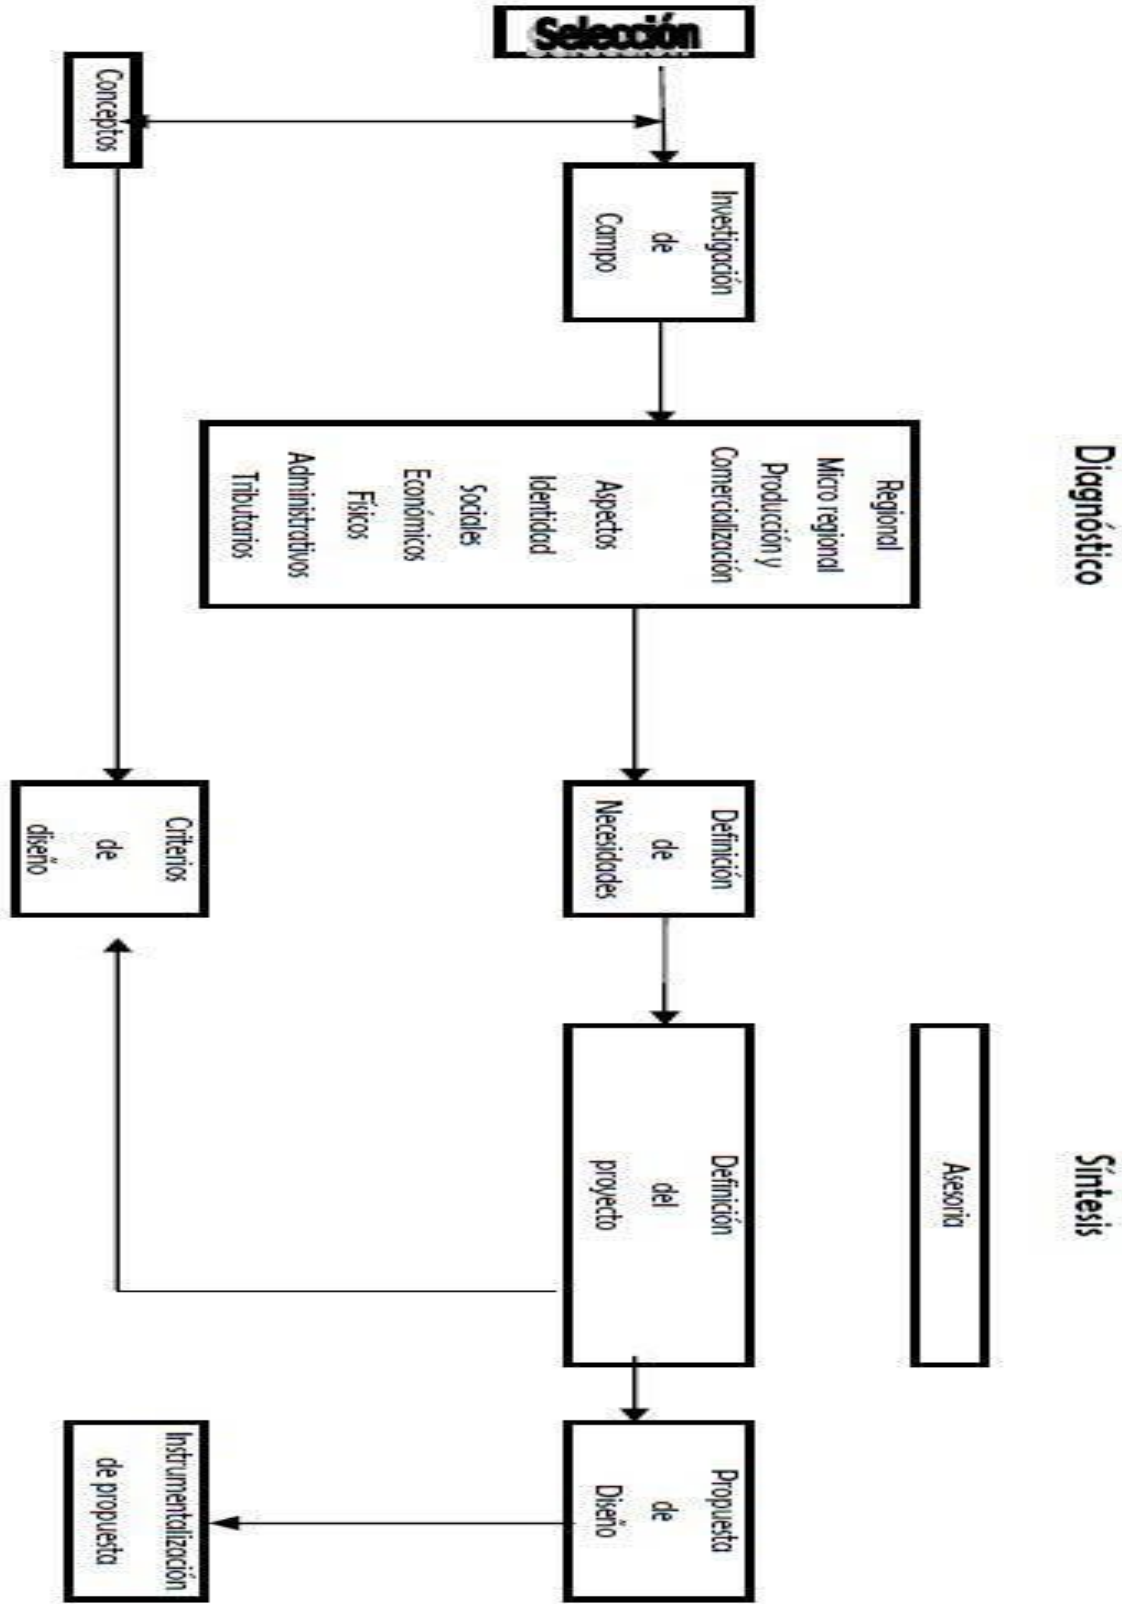 Selección
Conceptos
Investigación
de
Campo
Diagnóstico
Regional
Micro regional
Producción y
Comercialización
Aspectos
Identidad
Sociales
Económicos
Físicos
Administrativos
Tributarios
Definición
de
Necesidades
Criterios
de
diseño
Síntesis
Asesoria
Definición
del
proyecto
Propuesta
de
Diseño
Instrumentalización
de propuesta